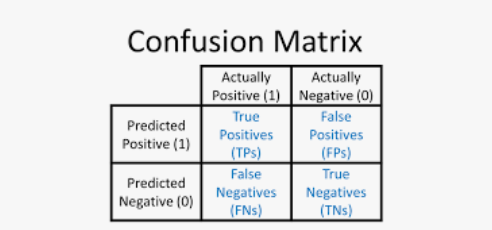 Confusion Matrix
Actually Positive (1)
Actually Negative (0)
Predicted Positive (1)
True Positives (TPs)
False Positives (FPs)
Predicted Negative (0)
False Negatives (FNs)
True Negatives (TNs)